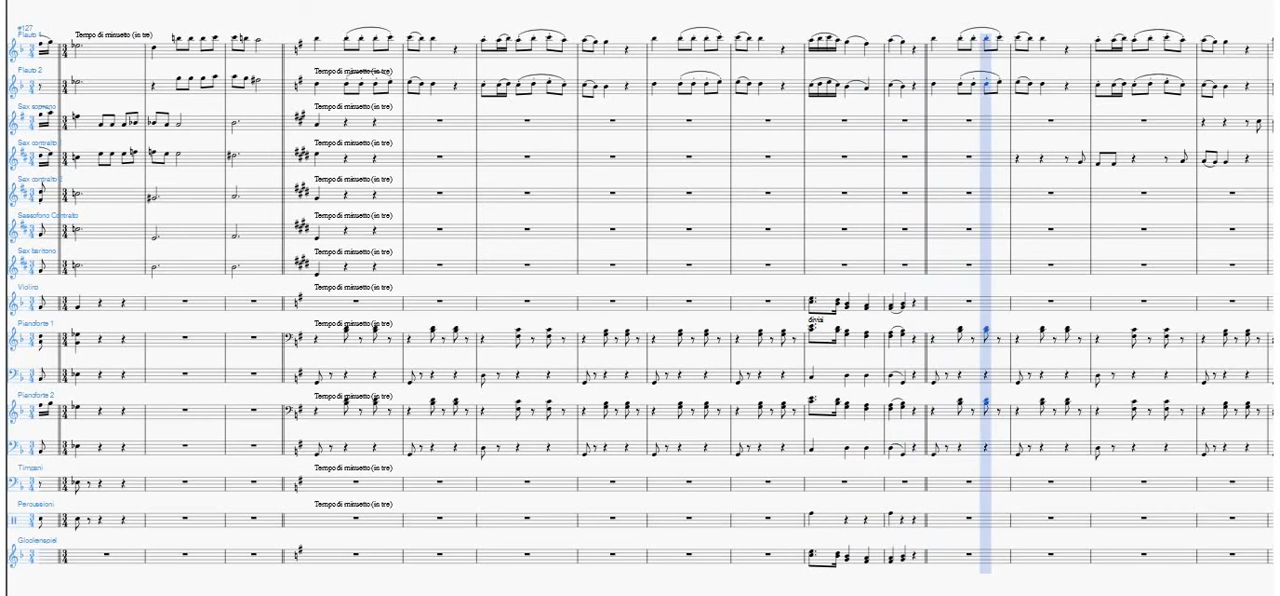 #127
Flauto 1
Tempo di minuetto (in tre)
Flauto 2
Tempo di minuetto (in tre)
Sax soprano
Tempo di minuetto (in tre)
Sax contralto
Tempo di minuetto (in tre)
Sax contralto 2
Tempo di minuetto (in tre)
Sassofono Contralto
Tempo di minuetto (in tre)
Sax baritono
Tempo di minuetto (in tre)
Violino
Tempo di minuetto (in tre)
divisi
Pianoforte 1
Tempo di minuetto (in tre)
Pianoforte 2
Tempo di minuetto (in tre)
Timpani
Tempo di minuetto (in tre)
Percussioni
Tempo di minuetto (in tre)
Glockenspiel